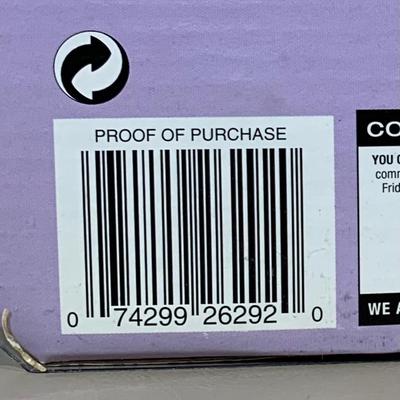 PROOF OF PURCHASE
0 74299 26292 0
CO
YOU
comm
Frid
WE A